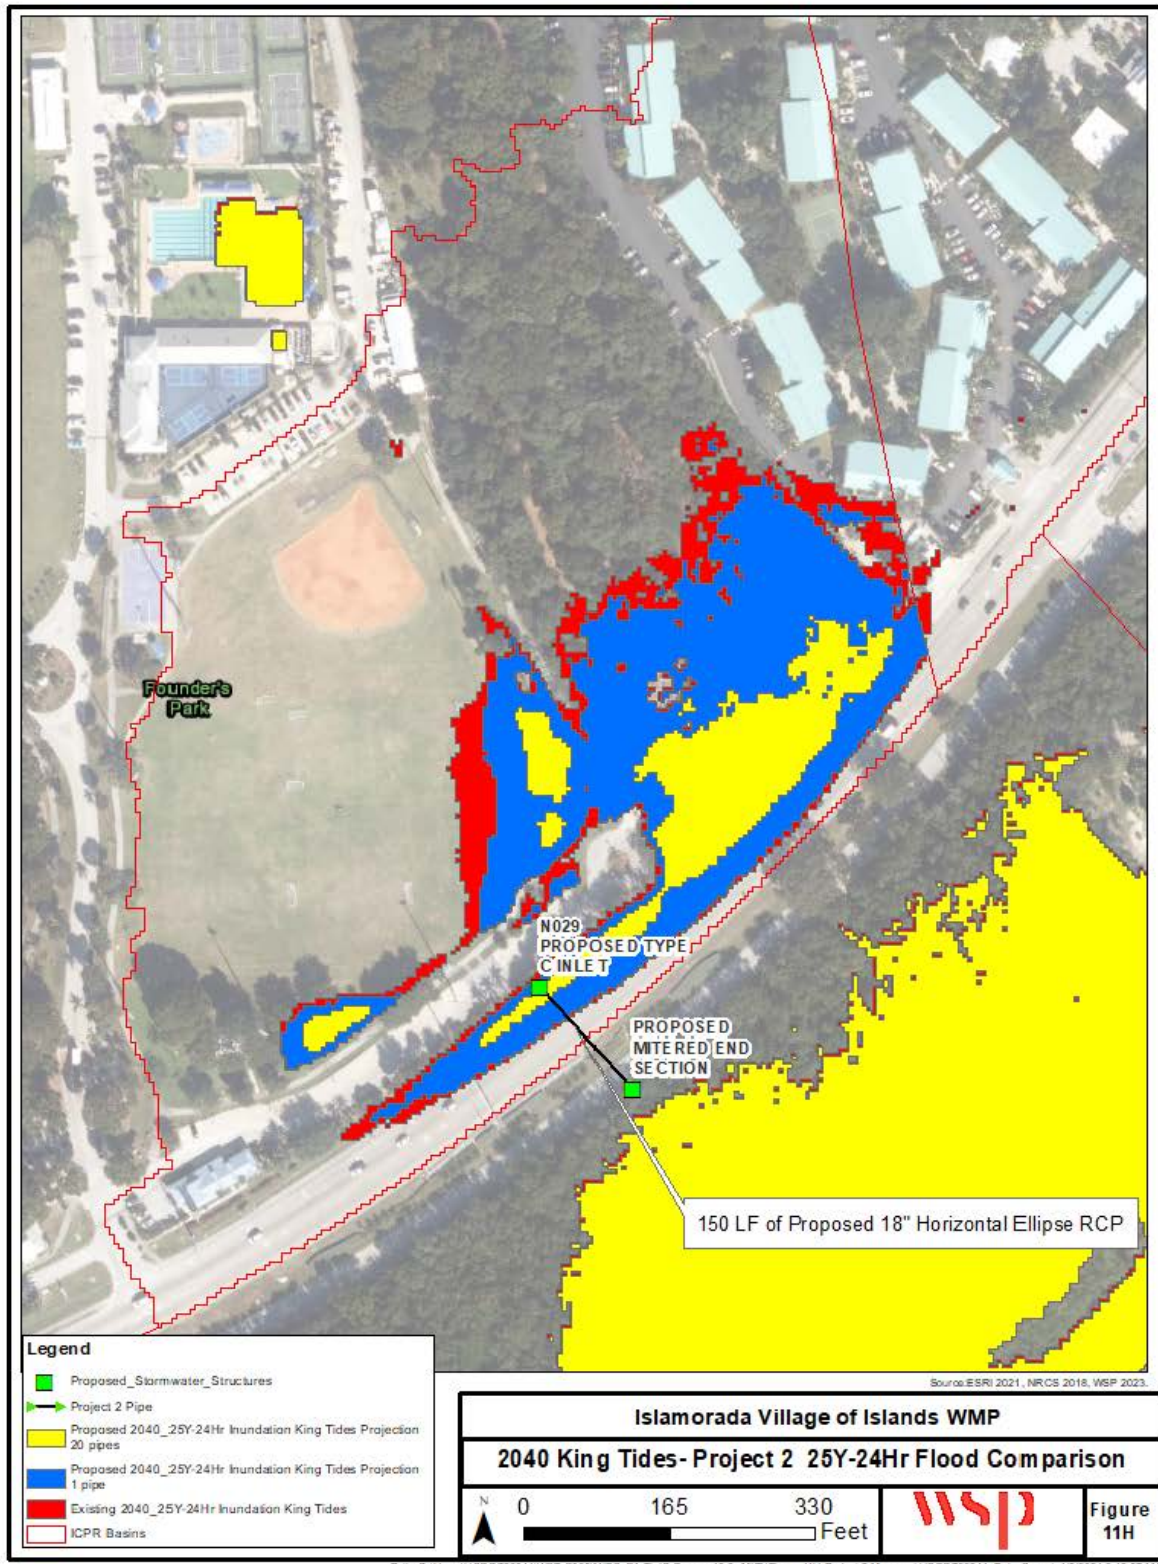 Founder's
Park
N029
PROPOSED TYPE
C INLET
PROPOSED
MITERED END
SECTION
150 LF of Proposed 18" Horizontal Ellipse RCP
Legend
Proposed_Stormwater_Structures
Project 2 Pipe
Proposed 2040_25Y-24Hr Inundation King Tides Projection
20 pipes
Proposed 2040_25Y-24Hr Inundation King Tides Projection
1 pipe
Existing 2040_25Y-24Hr Inundation King Tides
ICPR Basins
Source:ESRI 2021, NRCS 2018, WSP 2023.
Islamorada Village of Islands WMP
2040 King Tides- Project 2 25Y-24Hr Flood Comparison
N
0 165 330
Feet
wsp
Figure
11H